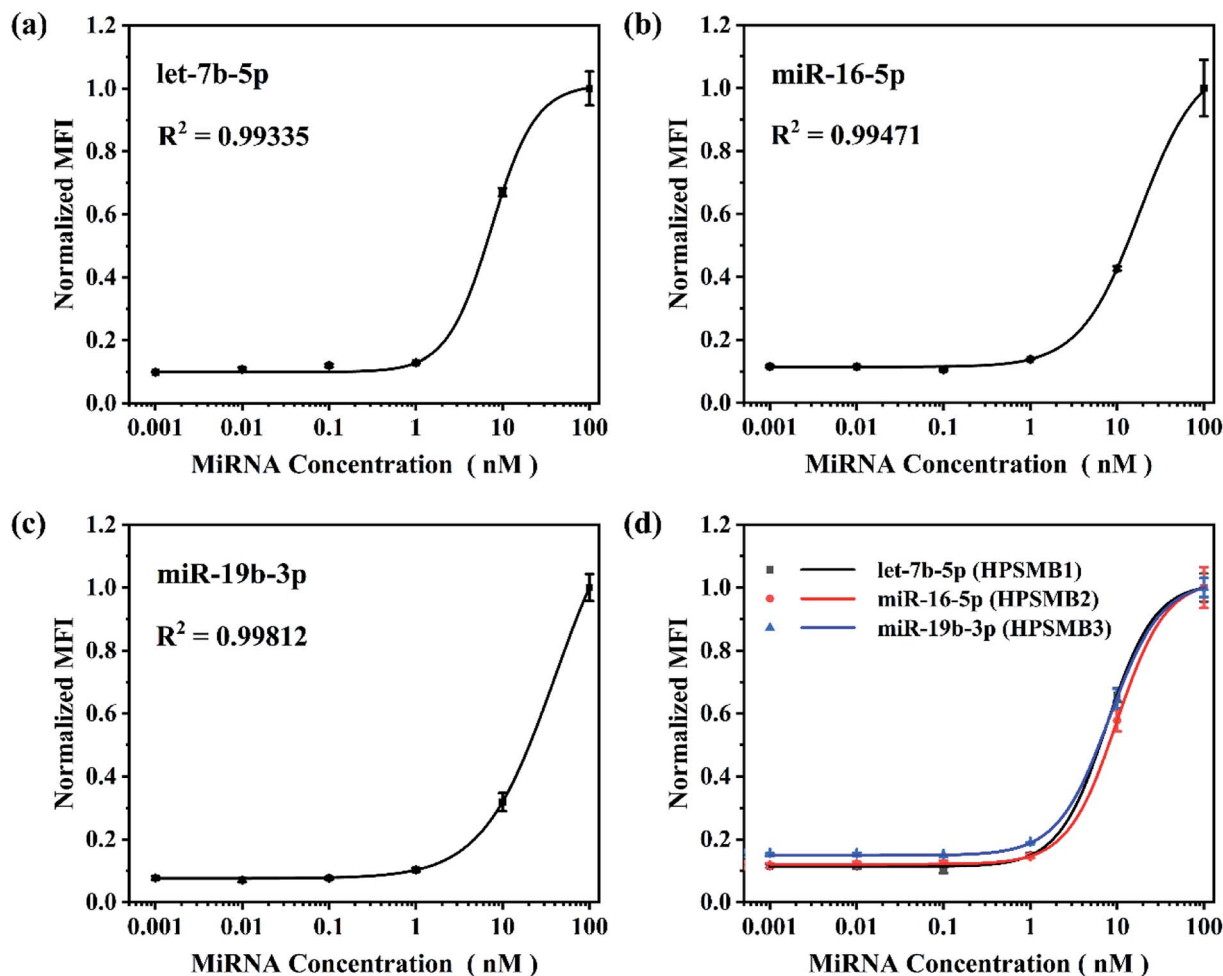 (a)
let-7b-5p
R² = 0.99335
Normalized MFI
1.2
1.0
0.8
0.6
0.4
0.2
0.0
0.001 0.01 0.1 1 10 100
MiRNA Concentration ( nM )
(b)
miR-16-5p
R² = 0.99471
Normalized MFI
1.2
1.0
0.8
0.6
0.4
0.2
0.0
0.001 0.01 0.1 1 10 100
MiRNA Concentration ( nM )
(c)
miR-19b-3p
R² = 0.99812
Normalized MFI
1.2
1.0
0.8
0.6
0.4
0.2
0.0
0.001 0.01 0.1 1 10 100
MiRNA Concentration ( nM )
(d)
let-7b-5p (HPSMB1)
miR-16-5p (HPSMB2)
miR-19b-3p (HPSMB3)
Normalized MFI
1.2
1.0
0.8
0.6
0.4
0.2
0.0
0.001 0.01 0.1 1 10 100
MiRNA Concentration ( nM )